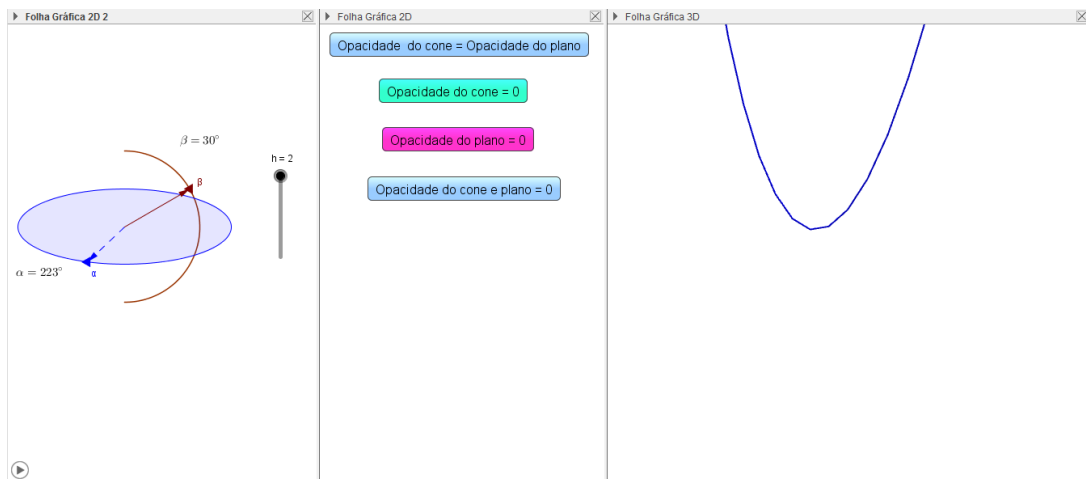 Folha Gráfica 2D 2
β = 30°
h = 2
β
α = 223°
α
Folha Gráfica 2D
Opacidade do cone = Opacidade do plano
Opacidade do cone = 0
Opacidade do plano = 0
Opacidade do cone e plano = 0
Folha Gráfica 3D